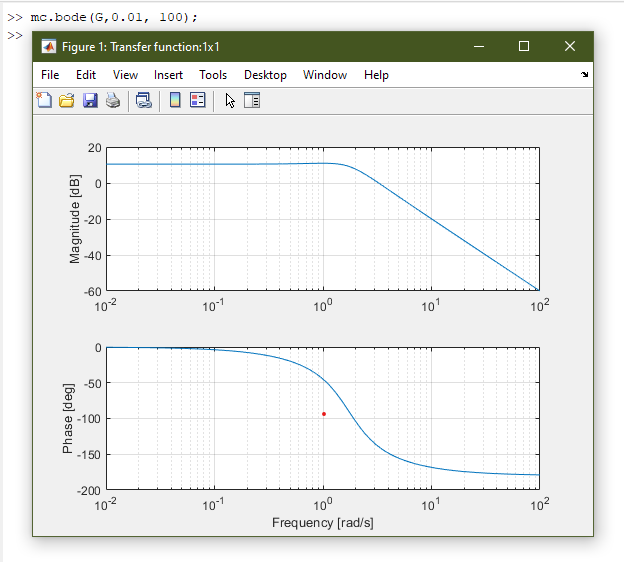 >> mc.bode(G,0.01, 100);
>>
Figure 1: Transfer function:1x1
File Edit View Insert Tools Desktop Window Help
Magnitude [dB]
20
0
-20
-40
-60
10^-2 10^-1 10^0 10^1 10^2
Phase [deg]
0
-50
-100
-150
-200
10^-2 10^-1 10^0 10^1 10^2
Frequency [rad/s]